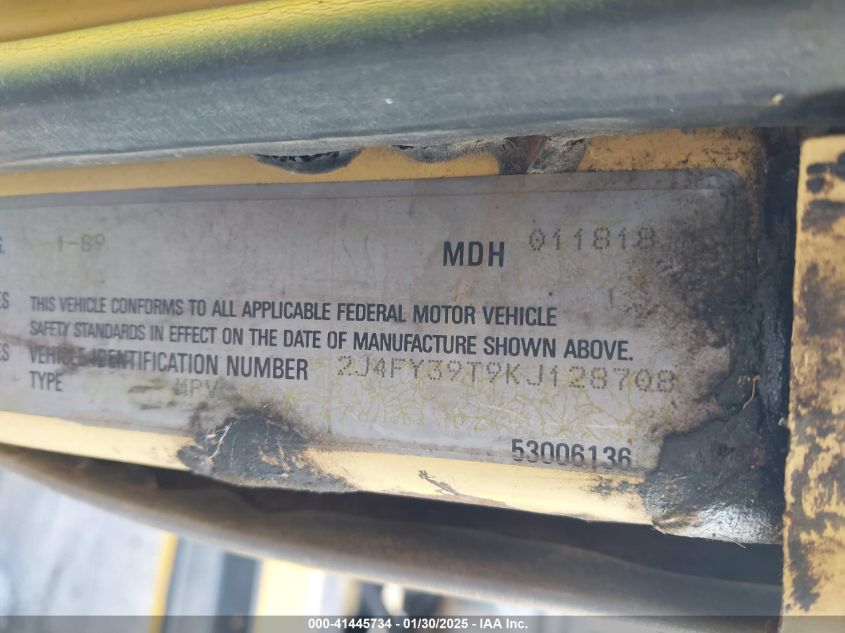 G. 1-89 MDH 011818
ES THIS VEHICLE CONFORMS TO ALL APPLICABLE FEDERAL MOTOR VEHICLE
SAFETY STANDARDS IN EFFECT ON THE DATE OF MANUFACTURE SHOWN ABOVE.
ES VEHICLE IDENTIFICATION NUMBER 2J4FY39T9KJ128708
TYPE MPV
53006136
000-41445734 - 01/30/2025 - IAA, Inc.